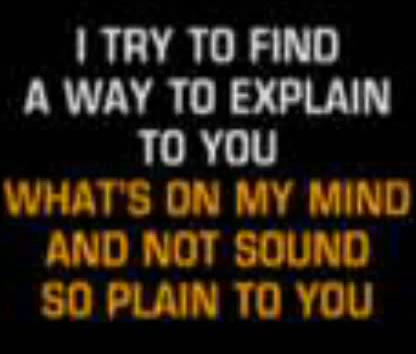 I TRY TO FIND
A WAY TO EXPLAIN
TO YOU
WHAT'S ON MY MIND
AND NOT SOUND
SO PLAIN TO YOU